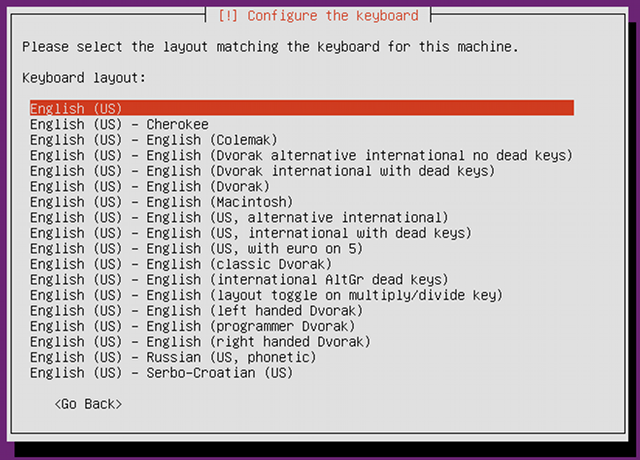 [!] Configure the keyboard
Please select the layout matching the keyboard for this machine.
Keyboard layout:
English (US)
English (US) - Cherokee
English (US) - English (Colemak)
English (US) - English (Dvorak alternative international no dead keys)
English (US) - English (Dvorak international with dead keys)
English (US) - English (Dvorak)
English (US) - English (Macintosh)
English (US) - English (US, alternative international)
English (US) - English (US, international with dead keys)
English (US) - English (US, with euro on 5)
English (US) - English (classic Dvorak)
English (US) - English (international AltGr dead keys)
English (US) - English (layout toggle on multiply/divide key)
English (US) - English (left handed Dvorak)
English (US) - English (programmer Dvorak)
English (US) - English (right handed Dvorak)
English (US) - Russian (US, phonetic)
English (US) - Serbo-Croatian (US)
<Go Back>